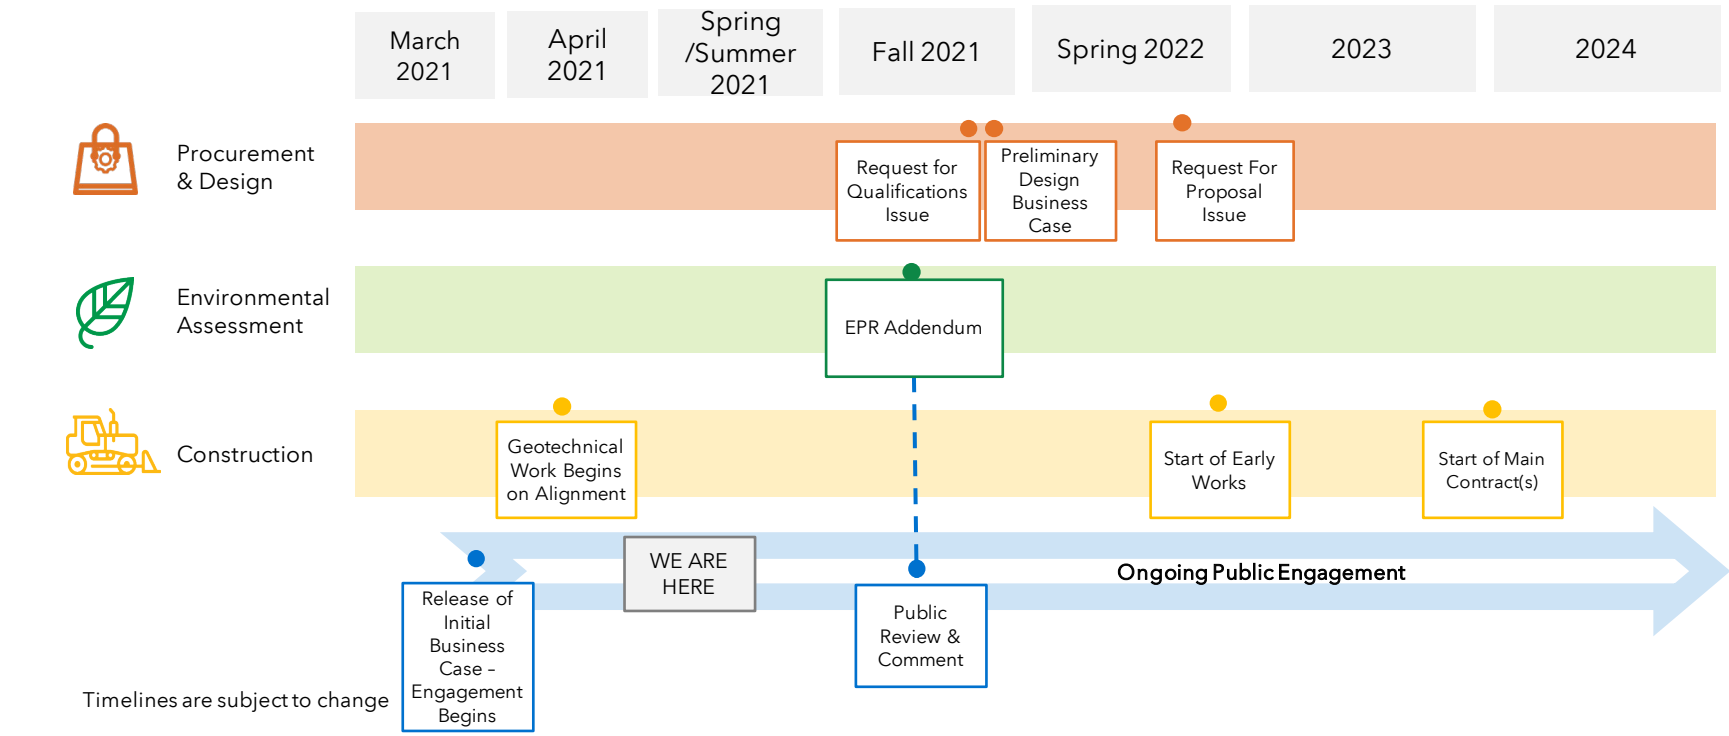 March
2021
April
2021
Spring
/Summer
2021
Fall 2021
Spring 2022
2023
2024
Procurement
& Design
Request for
Qualifications
Issue
Preliminary
Design
Business
Case
Request For
Proposal
Issue
Environmental
Assessment
EPR Addendum
Construction
Geotechnical
Work Begins
on Alignment
Start of Early
Works
Start of Main
Contract(s)
WE ARE
HERE
Ongoing Public Engagement
Release of
Initial
Business
Case –
Engagement
Begins
Public
Review &
Comment
Timelines are subject to change